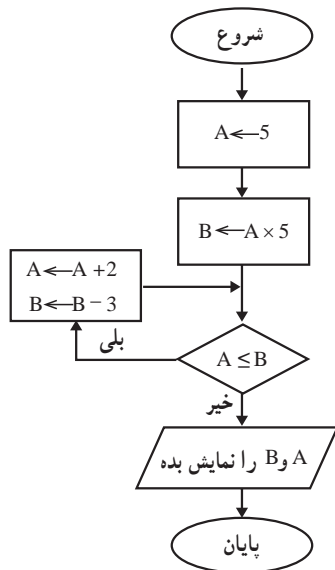 شروع
A←5
B←A × 5
A←A +2
B←B - 3
بلی
A ≤ B
خیر
A و B را نمایش بده
پایان